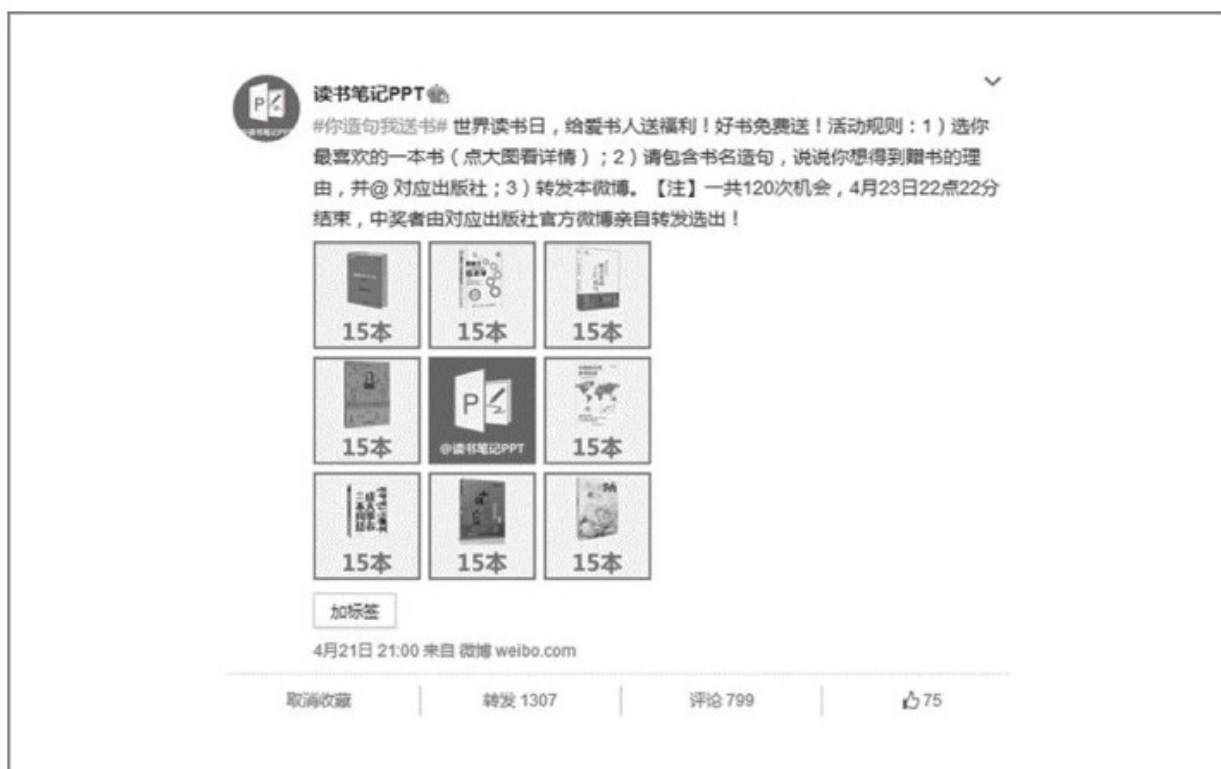 读书笔记PPT
#你造句我送书# 世界读书日，给爱书人送福利！好书免费送！活动规则：1）选你
最喜欢的一本书（点大图看详情）；2）请包含书名造句，说说你想得到赠书的理
由，并@ 对应出版社；3）转发本微博。【注】一共120次机会，4月23日22点22分
结束，中奖者由对应出版社官方微博亲自转发选出！
15本 15本 15本
P
@读书笔记PPT
15本 15本
15本 15本 15本
加标签
4月21日 21:00 来自 微博 weibo.com
取消收藏 转发 1307 评论 799 75